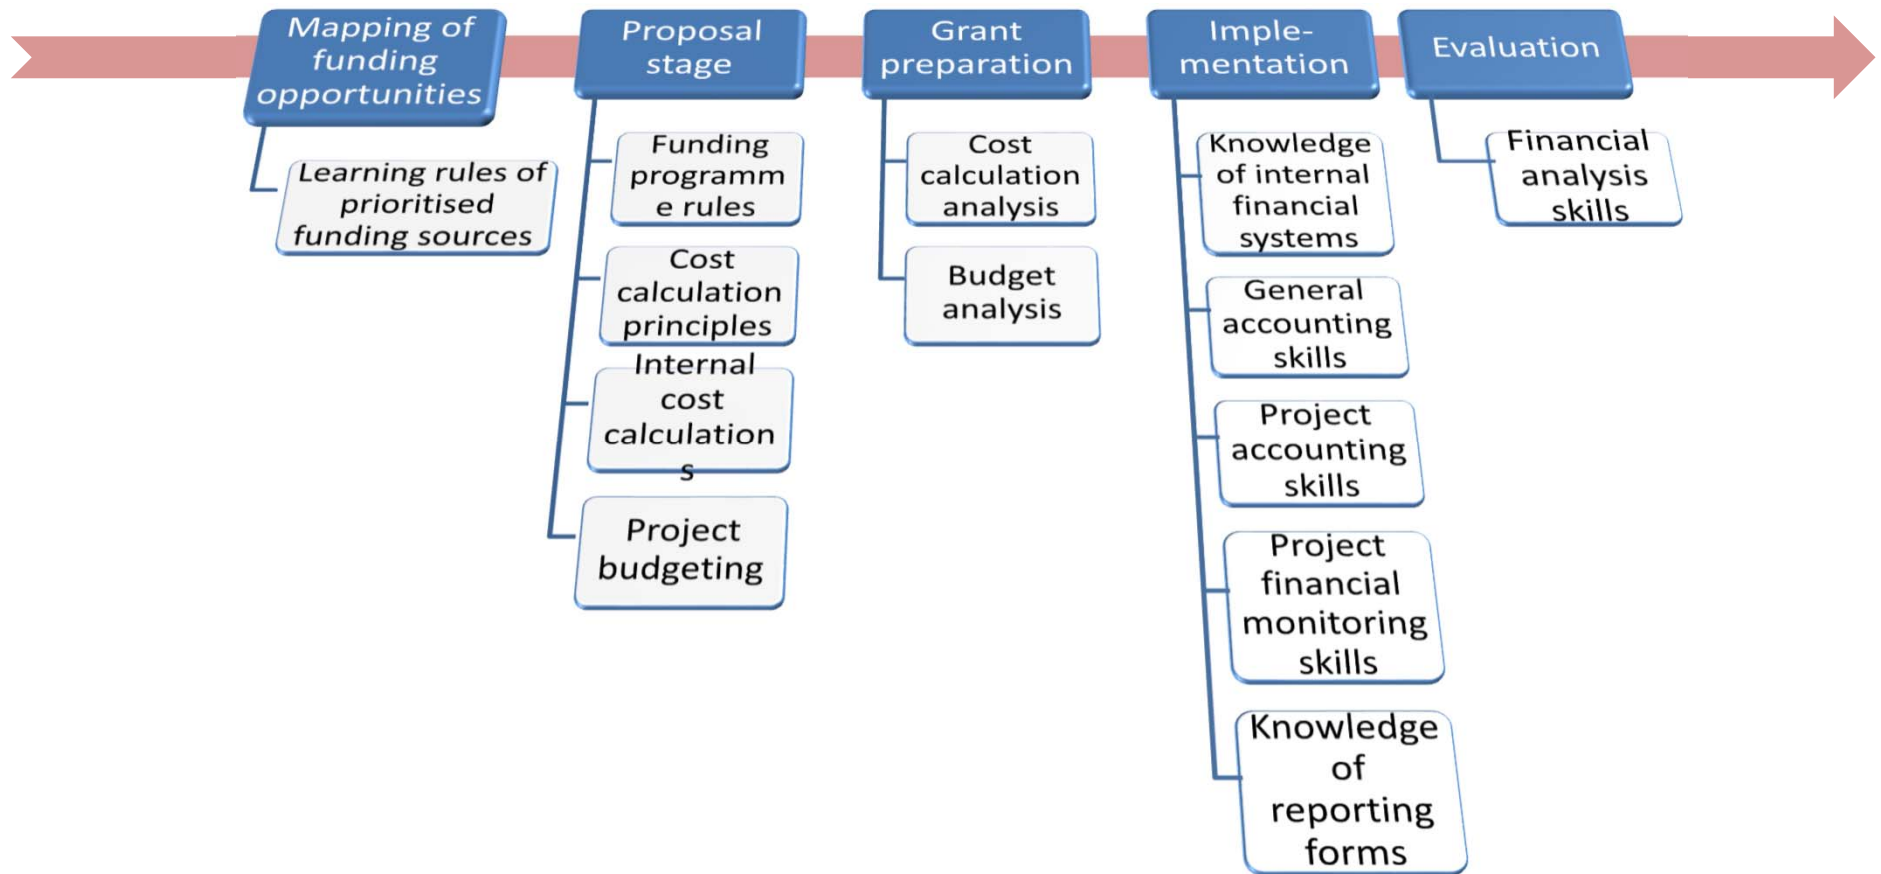 Mapping of
funding
opportunities
Learning rules of
prioritised
funding sources
Proposal
stage
Funding
programm
e rules
Cost
calculation
principles
Internal
cost
calculation
s
Project
budgeting
Grant
preparation
Cost
calculation
analysis
Budget
analysis
Imple-
mentation
Knowledge
of internal
financial
systems
General
accounting
skills
Project
accounting
skills
Project
financial
monitoring
skills
Knowledge
of
reporting
forms
Evaluation
Financial
analysis
skills